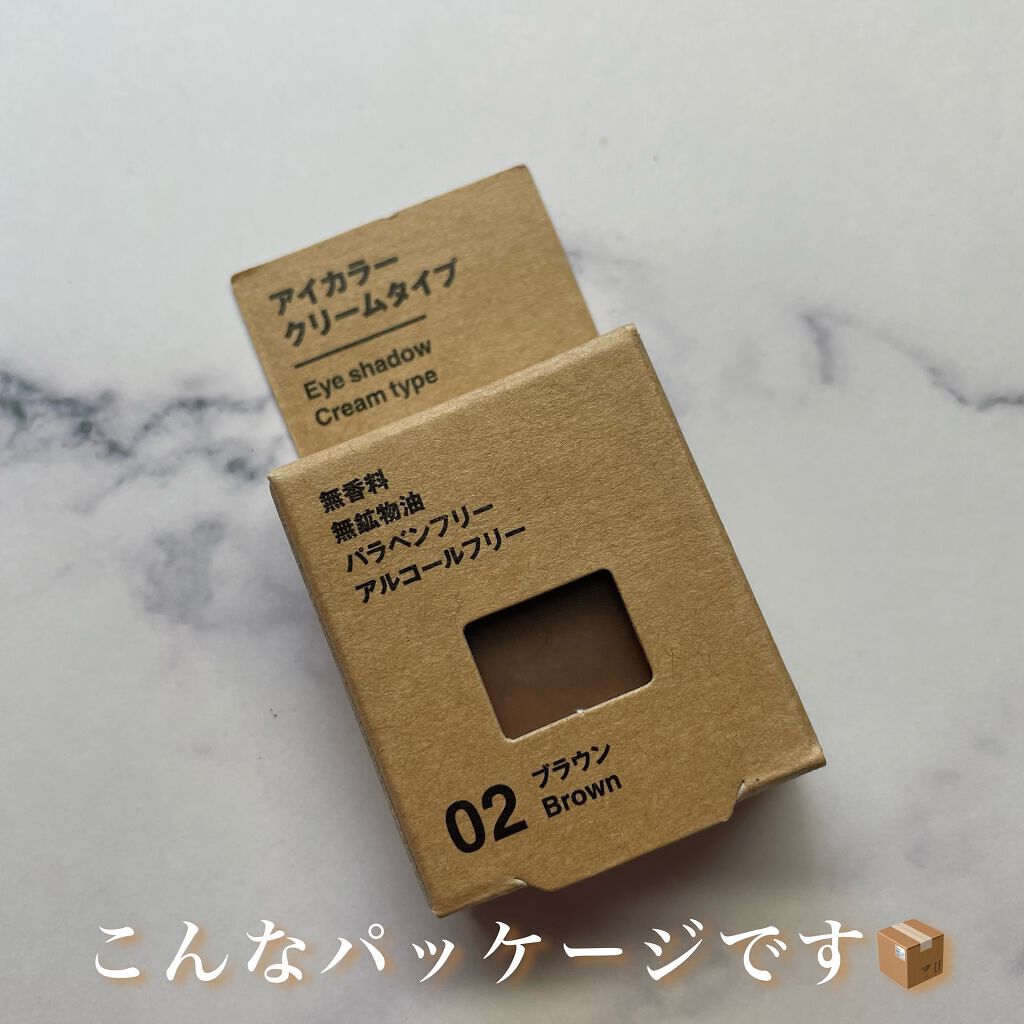 アイカラー
クリームタイプ
Eye shadow
Cream type
無香料
無鉱物油
パラベンフリー
アルコールフリー
02
ブラウン
Brown
こんなパッケージです📦